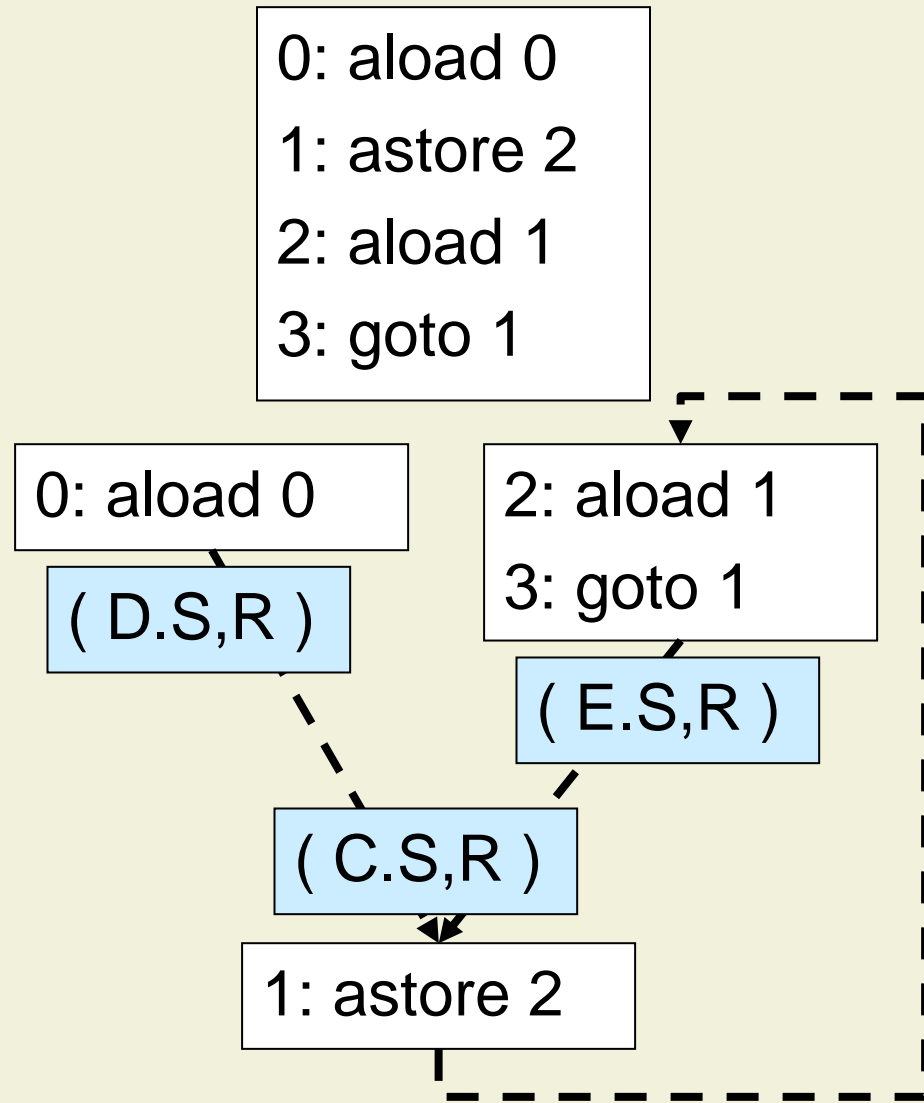 0: aload 0
1: astore 2
2: aload 1
3: goto 1
0: aload 0
( D.S,R )
2: aload 1
3: goto 1
( E.S,R )
( C.S,R )
1: astore 2